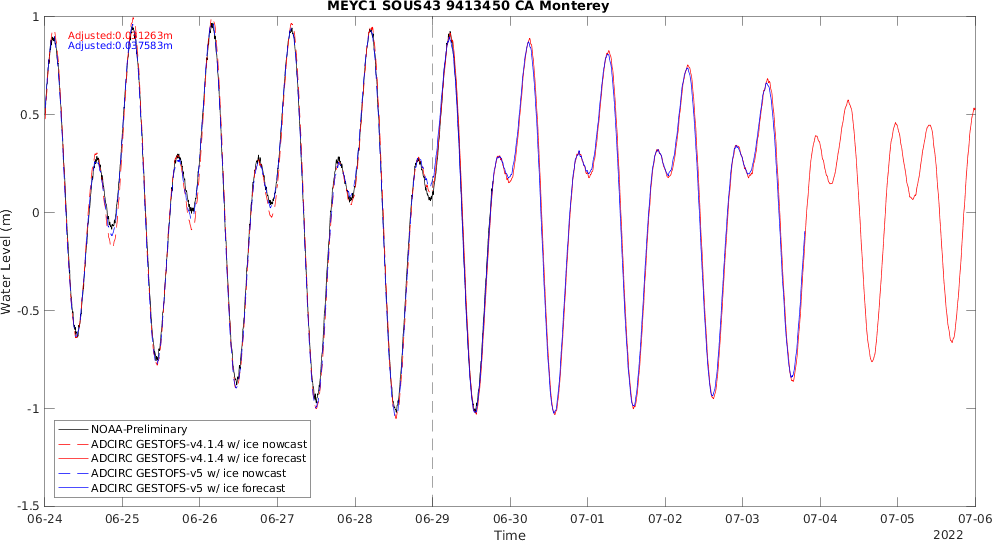 MEYC1 SOUS43 9413450 CA Monterey
Adjusted:0.031263m
Adjusted:0.037583m
1
0.5
0
-0.5
-1
-1.5
Water Level (m)
NOAA-Preliminary
ADCIRC GESTOFS-v4.1.4 w/ ice nowcast
ADCIRC GESTOFS-v4.1.4 w/ ice forecast
ADCIRC GESTOFS-v5 w/ ice nowcast
ADCIRC GESTOFS-v5 w/ ice forecast
06-24 06-25 06-26 06-27 06-28 06-29 06-30 07-01 07-02 07-03 07-04 07-05 07-06
Time
2022